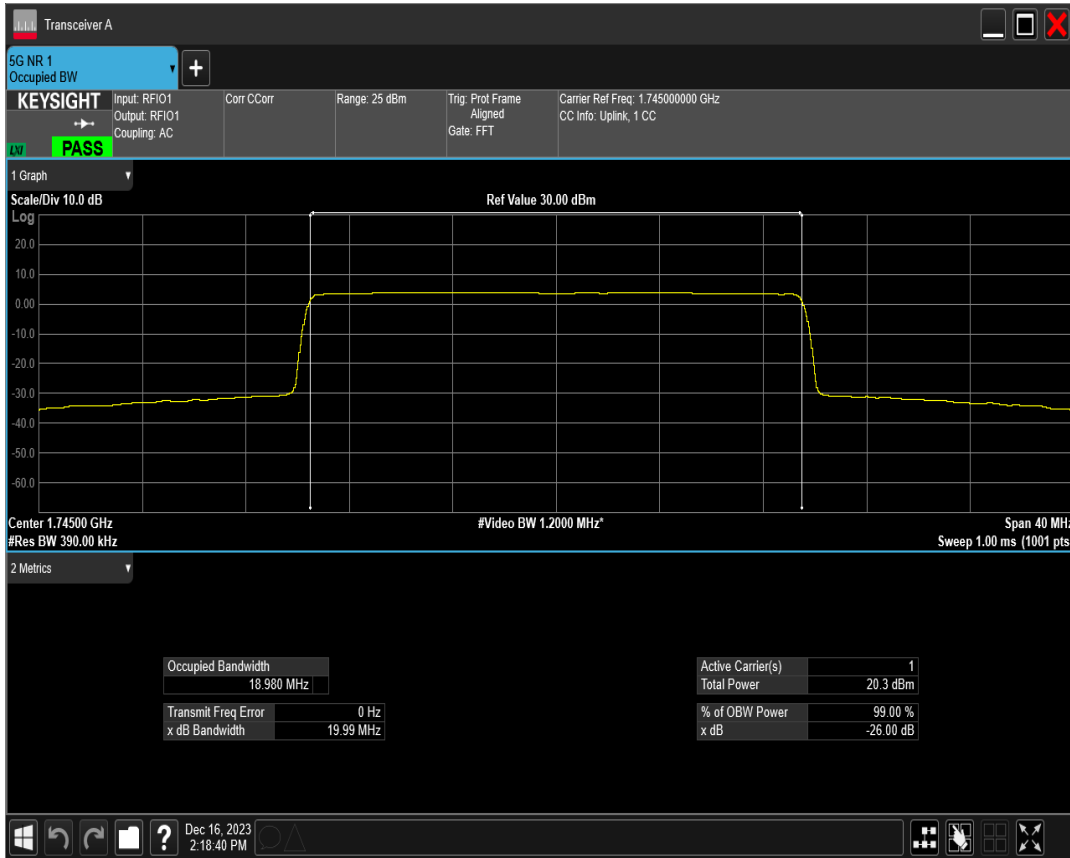 Transceiver A
5G NR 1
Occupied BW
+
KEYSIGHT
LXI
PASS
Input: RFIO1
Output: RFIO1
Coupling: AC
Corr CCorr
Range: 25 dBm
Trig: Prot Frame
Aligned
Gate: FFT
Carrier Ref Freq: 1.745000000 GHz
CC Info: Uplink, 1 CC
1 Graph
Scale/Div 10.0 dB
Ref Value 30.00 dBm
Log
20.0
10.0
0.00
-10.0
-20.0
-30.0
-40.0
-50.0
-60.0
Center 1.74500 GHz
#Video BW 1.2000 MHz*
Span 40 MHz
#Res BW 390.00 kHz
Sweep 1.00 ms (1001 pts
2 Metrics
Occupied Bandwidth
18.980 MHz
Transmit Freq Error 0 Hz
x dB Bandwidth 19.99 MHz
Active Carrier(s) 1
Total Power 20.3 dBm
% of OBW Power 99.00 %
x dB -26.00 dB
?
Dec 16, 2023
2:18:40 PM